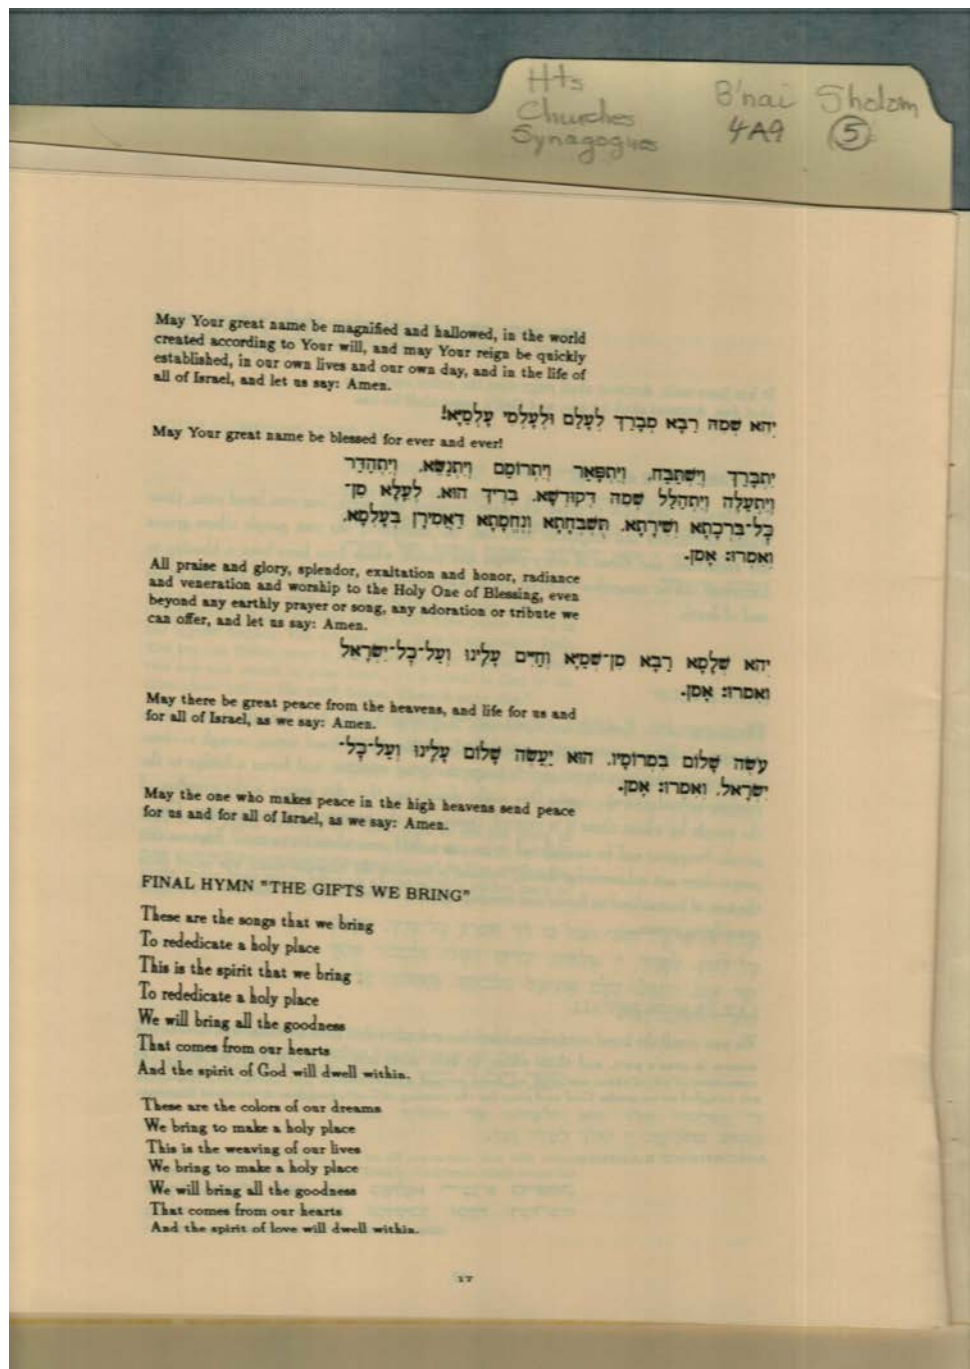 Hts B'nai Sholom
Churches 4A9 5
Synagogues
May Your great name be magnified and hallowed, in the world
created according to Your will, and may Your reign be quickly
established, in our own lives and our own day, and in the life of
all of Israel, and let us say: Amen.
יְהֵא שְׁמֵהּ רַבָּא מְבָרַךְ לְעָלַם וּלְעָלְמֵי עָלְמַיָּא!
May Your great name be blessed for ever and ever!
יִתְבָּרַךְ וְיִשְׁתַּבַּח, וְיִתְפָּאַר וְיִתְרוֹמַם וְיִתְנַשֵּׂא, וְיִתְהַדַּר
וְיִתְעַלֶּה וְיִתְהַלַּל שְׁמֵהּ דְּקוּדְשָׁא, בְּרִיךְ הוּא, לְעֵלָּא מִן־
כָּל־בִּרְכָתָא וְשִׁירָתָא, תֻּשְׁבְּחָתָא וְנֶחֱמָתָא דַּאֲמִירָן בְּעָלְמָא,
וְאִמְרוּ: אָמֵן.
All praise and glory, splendor, exaltation and honor, radiance
and veneration and worship to the Holy One of Blessing, even
beyond any earthly prayer or song, any adoration or tribute we
can offer, and let us say: Amen.
יְהֵא שְׁלָמָא רַבָּא מִן־שְׁמַיָּא וְחַיִּים עָלֵינוּ וְעַל־כָּל־יִשְׂרָאֵל
וְאִמְרוּ: אָמֵן.
May there be great peace from the heavens, and life for us and
for all of Israel, as we say: Amen.
עֹשֶׂה שָׁלוֹם בִּמְרוֹמָיו, הוּא יַעֲשֶׂה שָׁלוֹם עָלֵינוּ וְעַל־כָּל־
יִשְׂרָאֵל, וְאִמְרוּ: אָמֵן.
May the one who makes peace in the high heavens send peace
for us and for all of Israel, as we say: Amen.
FINAL HYMN "THE GIFTS WE BRING"
These are the songs that we bring
To rededicate a holy place
This is the spirit that we bring
To rededicate a holy place
We will bring all the goodness
That comes from our hearts
And the spirit of God will dwell within.
These are the colors of our dreams
We bring to make a holy place
This is the weaving of our lives
We bring to make a holy place
We will bring all the goodness
That comes from our hearts
And the spirit of love will dwell within.
17